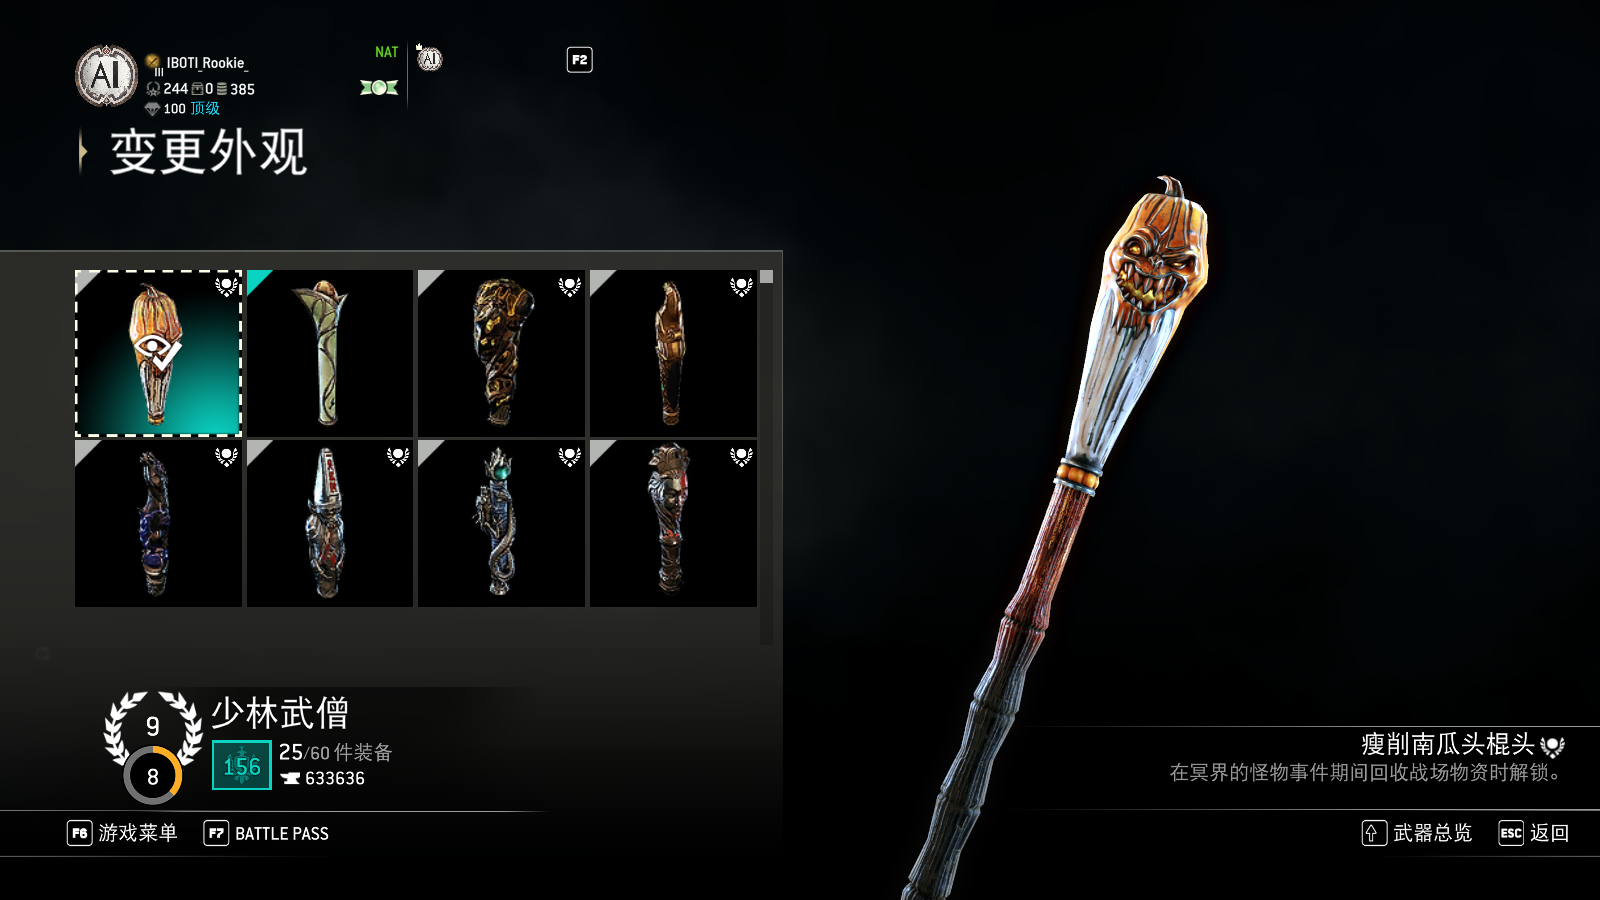 AI
IBOTI_Rookie_
III
244 0 385
100 顶级
NAT
AI
F2
变更外观
9
8
少林武僧
156
25/60 件装备
633636
瘦削南瓜头棍头
在冥界的怪物事件期间回收战场物资时解锁。
F6 游戏菜单
F7 BATTLE PASS
武器总览
ESC 返回